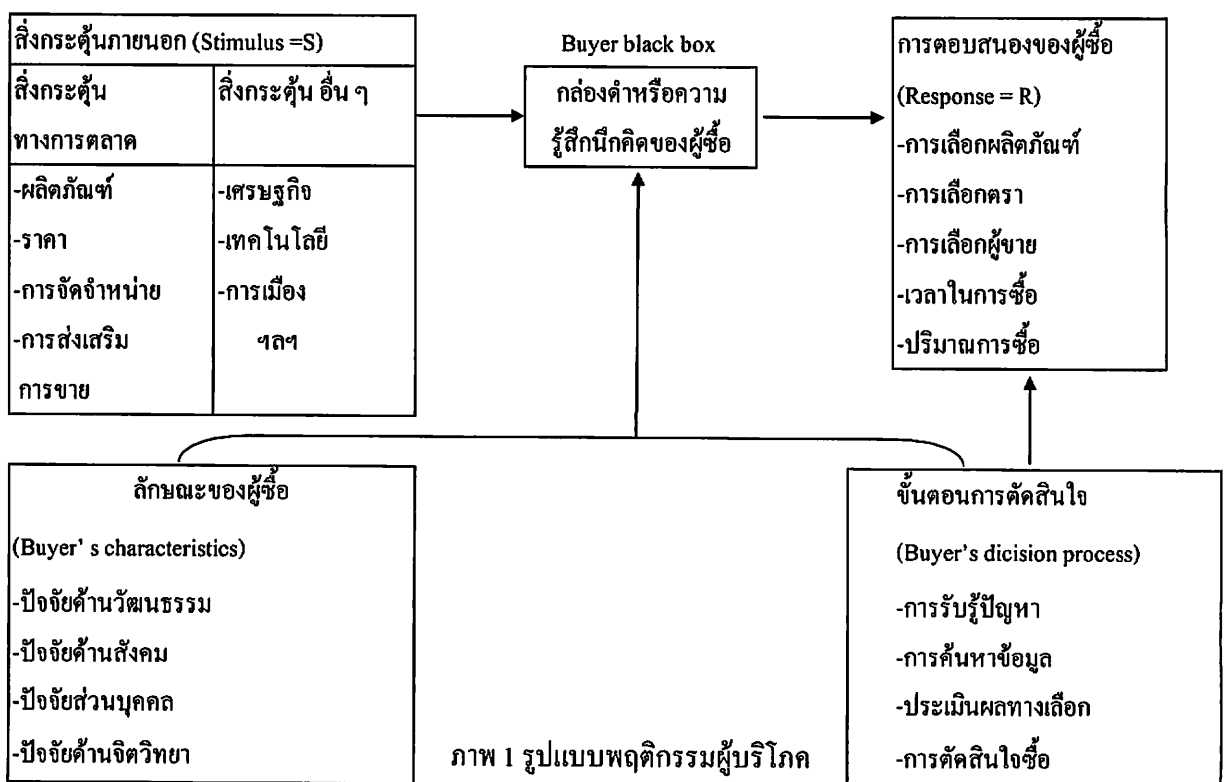 สิ่งกระตุ้นภายนอก (Stimulus =S)
สิ่งกระตุ้น
ทางการตลาด
สิ่งกระตุ้น อื่น ๆ
-ผลิตภัณฑ์
-ราคา
-การจัดจำหน่าย
-การส่งเสริม
การขาย
-เศรษฐกิจ
-เทคโนโลยี
-การเมือง
ฯลฯ
Buyer black box
กล่องดำหรือความ
รู้สึกนึกคิดของผู้ซื้อ
การตอบสนองของผู้ซื้อ
(Response = R)
-การเลือกผลิตภัณฑ์
-การเลือกตรา
-การเลือกผู้ขาย
-เวลาในการซื้อ
-ปริมาณการซื้อ
ลักษณะของผู้ซื้อ
(Buyer' s characteristics)
-ปัจจัยด้านวัฒนธรรม
-ปัจจัยด้านสังคม
-ปัจจัยส่วนบุคคล
-ปัจจัยด้านจิตวิทยา
ขั้นตอนการตัดสินใจ
(Buyer's dicision process)
-การรับรู้ปัญหา
-การค้นหาข้อมูล
-ประเมินผลทางเลือก
-การตัดสินใจซื้อ
ภาพ 1 รูปแบบพฤติกรรมผู้บริโภค